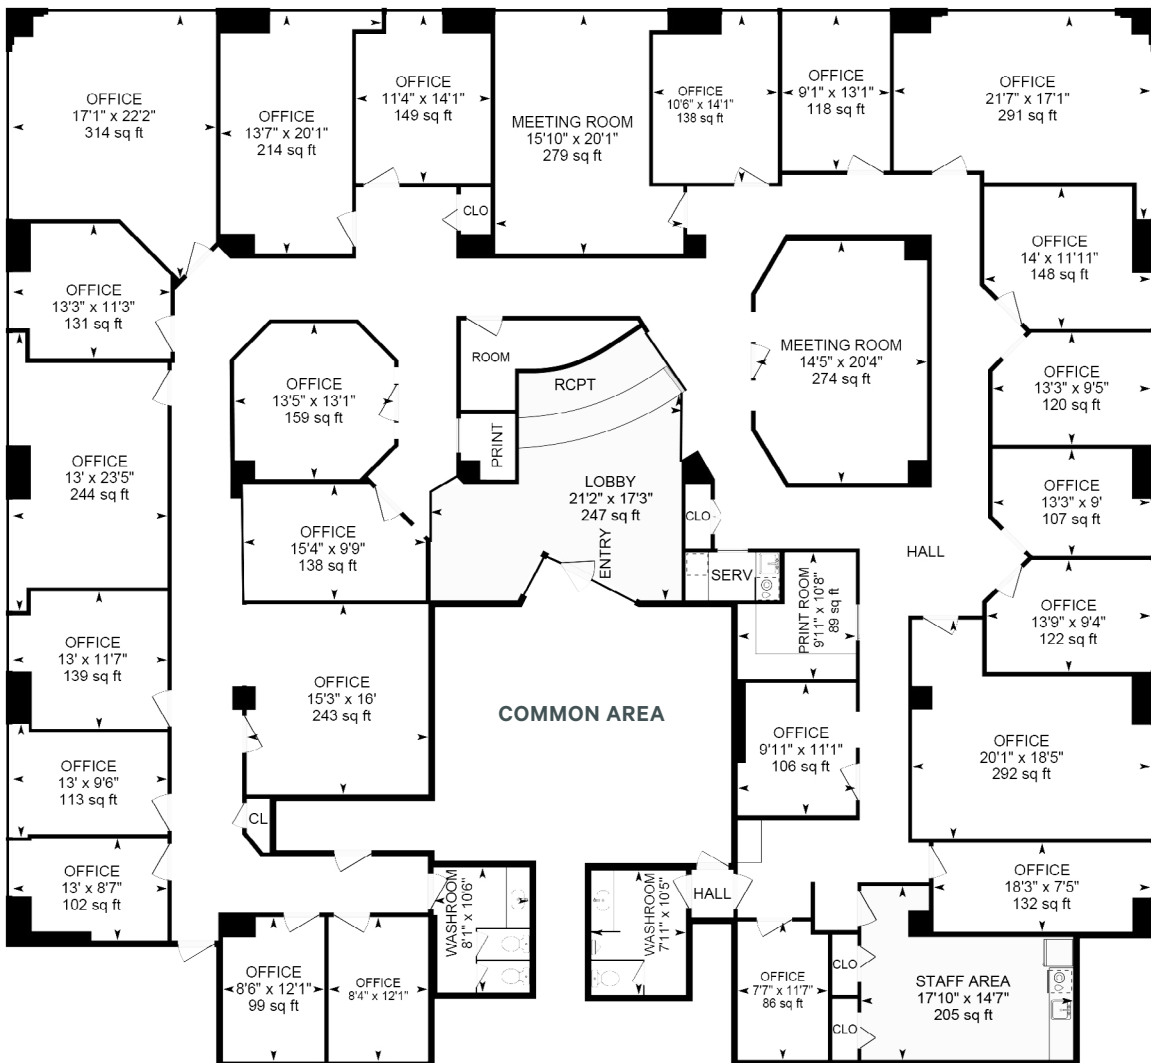 OFFICE
17'1" x 22'2"
314 sq ft
OFFICE
13'7" x 20'1"
214 sq ft
OFFICE
11'4" x 14'1"
149 sq ft
MEETING ROOM
15'10" x 20'1"
279 sq ft
OFFICE
10'6" x 14'1"
138 sq ft
OFFICE
9'1" x 13'1"
118 sq ft
OFFICE
21'7" x 17'1"
291 sq ft
CLO
OFFICE
14' x 11'11"
148 sq ft
OFFICE
13'3" x 11'3"
131 sq ft
OFFICE
13'5" x 13'1"
159 sq ft
ROOM
RCPT
MEETING ROOM
14'5" x 20'4"
274 sq ft
OFFICE
13'3" x 9'5"
120 sq ft
PRINT
OFFICE
13' x 23'5"
244 sq ft
LOBBY
21'2" x 17'3"
247 sq ft
ENTRY
CLO
OFFICE
13'3" x 9'
107 sq ft
OFFICE
15'4" x 9'9"
138 sq ft
HALL
SERV
PRINT ROOM
9'11" x 10'8"
89 sq ft
OFFICE
13'9" x 9'4"
122 sq ft
OFFICE
13' x 11'7"
139 sq ft
OFFICE
15'3" x 16'
243 sq ft
COMMON AREA
OFFICE
9'11" x 11'1"
106 sq ft
OFFICE
20'1" x 18'5"
292 sq ft
OFFICE
13' x 9'6"
113 sq ft
CL
OFFICE
13' x 8'7"
102 sq ft
WASHROOM
8'1" x 10'6"
WASHROOM
7'11" x 10'5"
HALL
OFFICE
18'3" x 7'5"
132 sq ft
OFFICE
8'6" x 12'1"
99 sq ft
OFFICE
8'4" x 12'1"
OFFICE
7'7" x 11'7"
86 sq ft
CLO
CLO
STAFF AREA
17'10" x 14'7"
205 sq ft